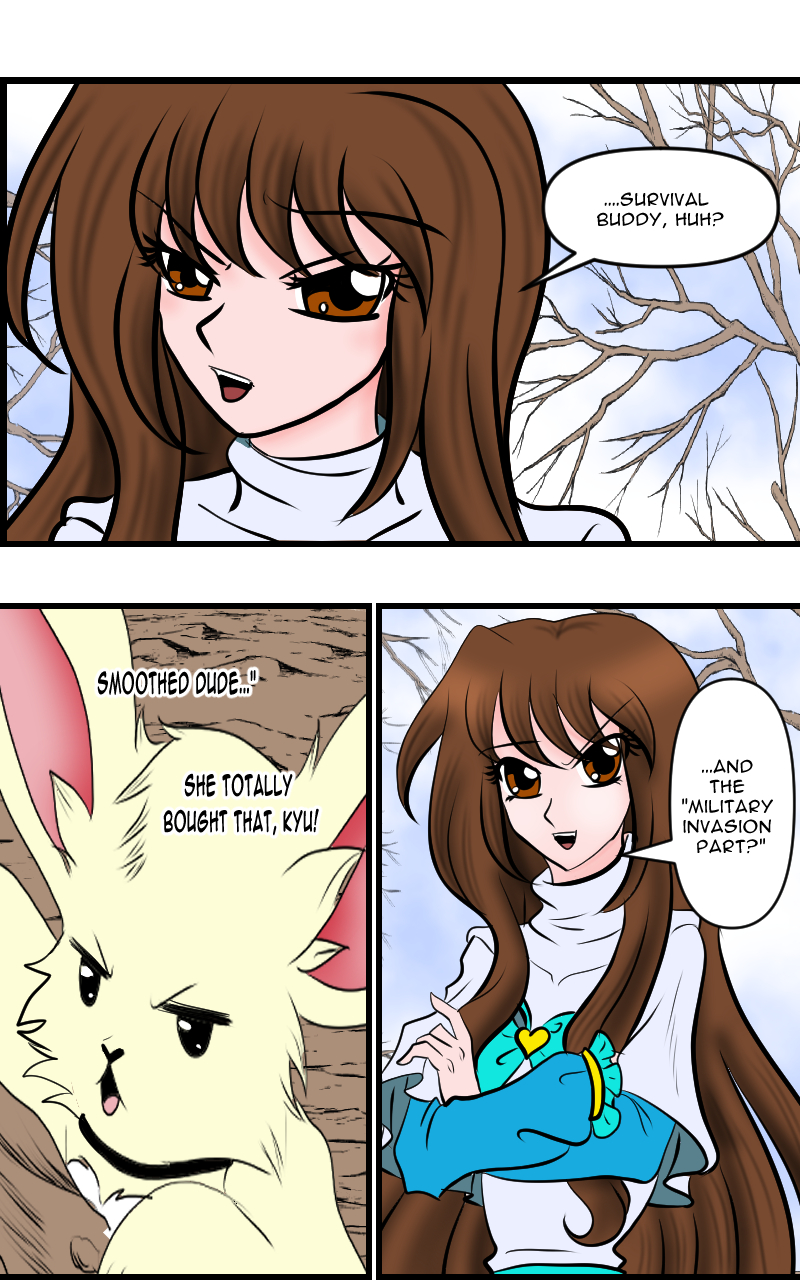 ....SURVIVAL
BUDDY, HUH?
SMOOTHED DUDE..."
SHE TOTALLY
BOUGHT THAT, KYU!
...AND
THE
"MILITARY
INVASION
PART?"